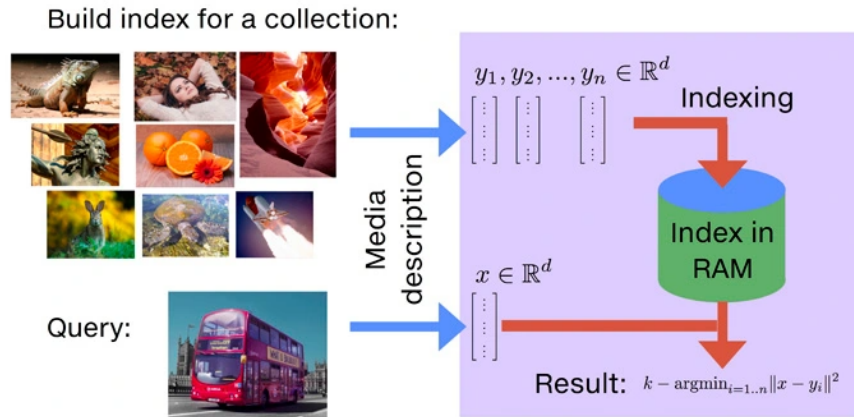 Build index for a collection:
y₁, y₂, ..., yₙ ∈ ℝᵈ
Indexing
Media
description
Index in
RAM
x ∈ ℝᵈ
Query:
Result: k − argminᵢ₌₁..ₙ‖x − yᵢ‖²